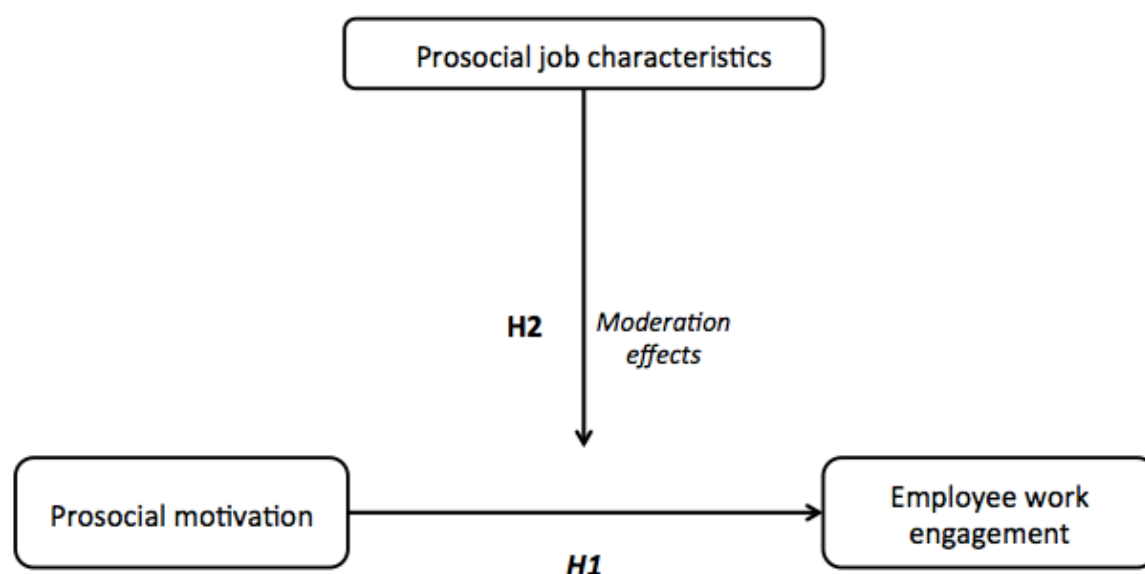 Prosocial job characteristics
H2
Moderation
effects
Prosocial motivation
Employee work
engagement
H1